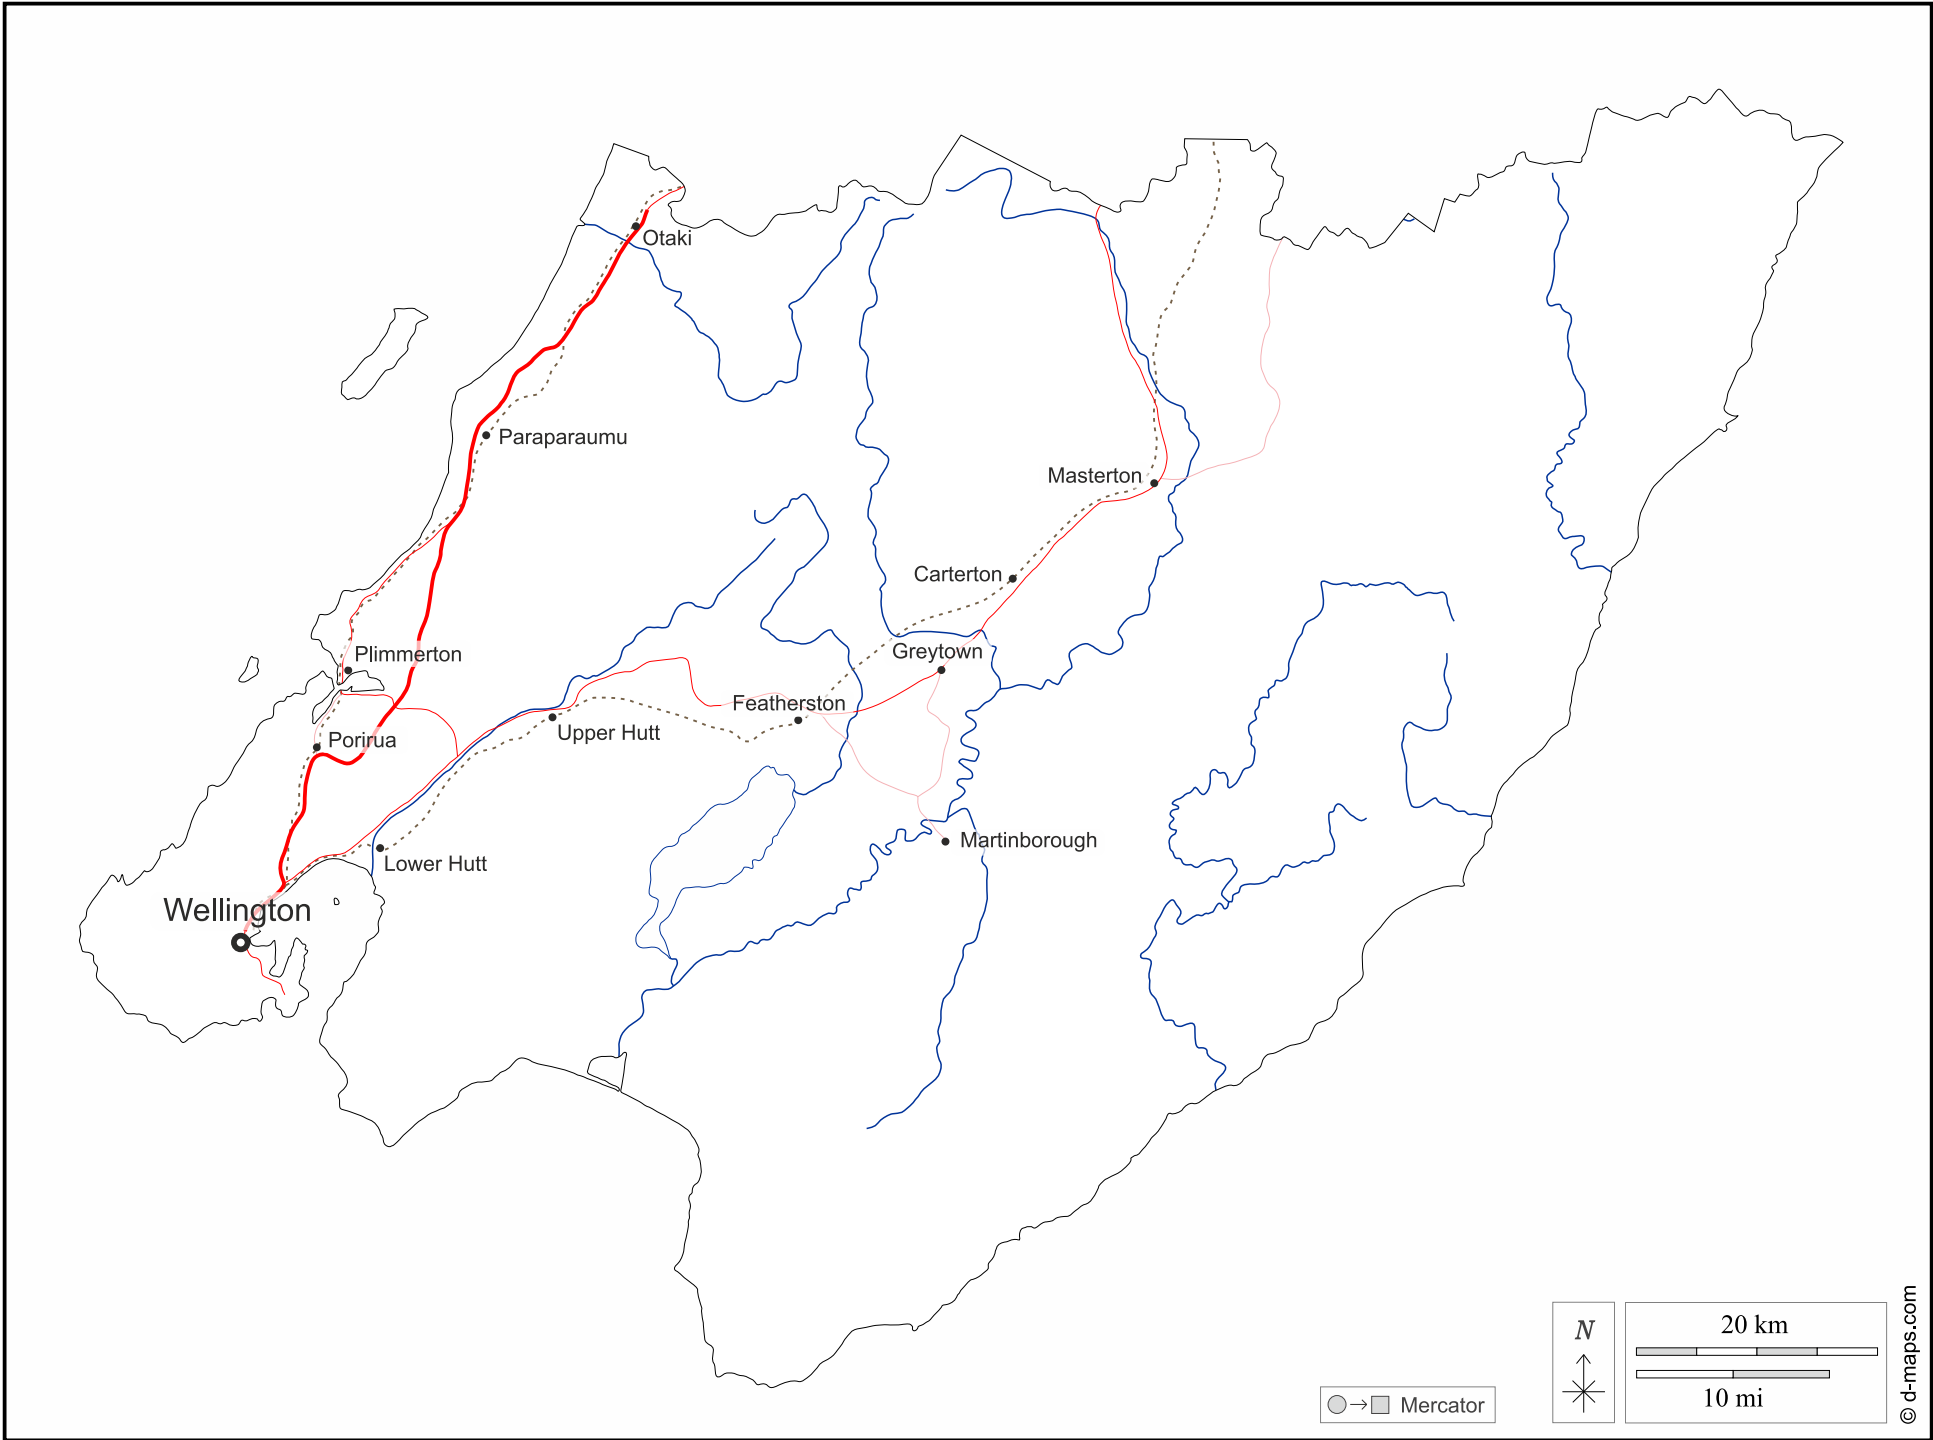 Otaki
Paraparaumu
Masterton
Carterton
Plimmerton
Greytown
Featherston
Upper Hutt
Porirua
Martinborough
Lower Hutt
Wellington
N
20 km
10 mi
Mercator
© d-maps.com